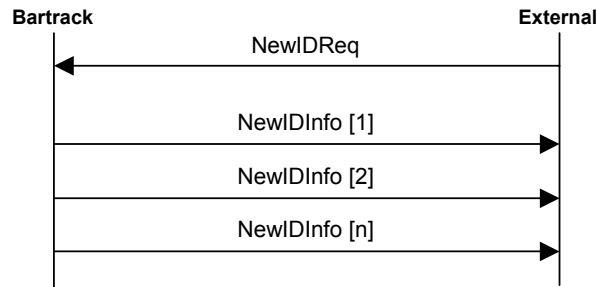 Bartrack External
NewIDReq
NewIDInfo [1]
NewIDInfo [2]
NewIDInfo [n]